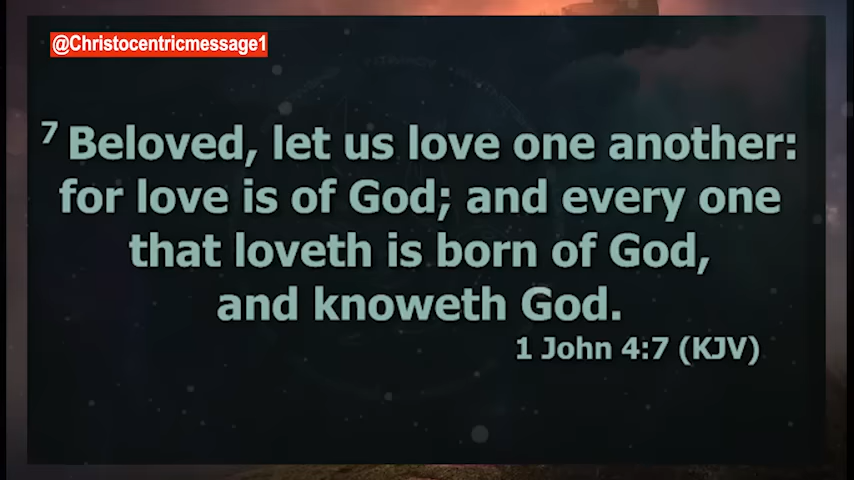 @Christocentricmessage1
7 Beloved, let us love one another:
for love is of God; and every one
that loveth is born of God,
and knoweth God.
1 John 4:7 (KJV)